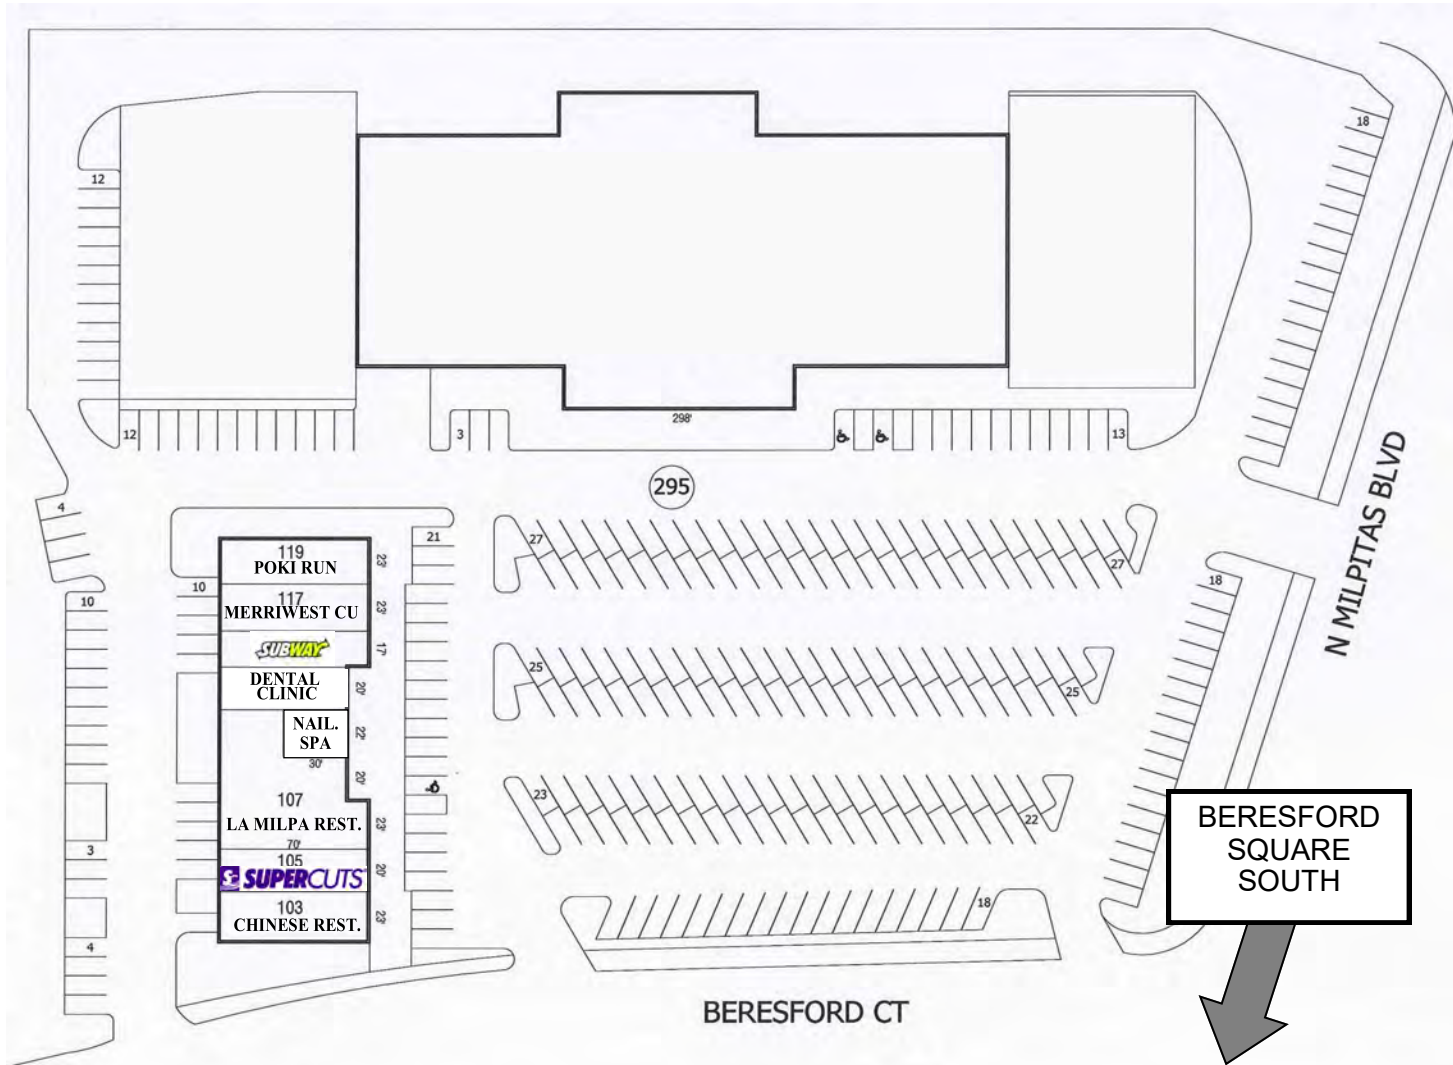 18
12
298'
12
3
13
295
4
21
27
27
119
POKI RUN
23'
10
18
10
117
MERRIWEST CU
23'
SUBWAY
17'
25
25
DENTAL
CLINIC
20'
NAIL.
SPA
22'
30'
20'
23
22
107
LA MILPA REST.
23'
70'
3
105
SUPERCUTS
20'
103
CHINESE REST.
23'
18
4
N MILPITAS BLVD
BERESFORD
SQUARE
SOUTH
BERESFORD CT